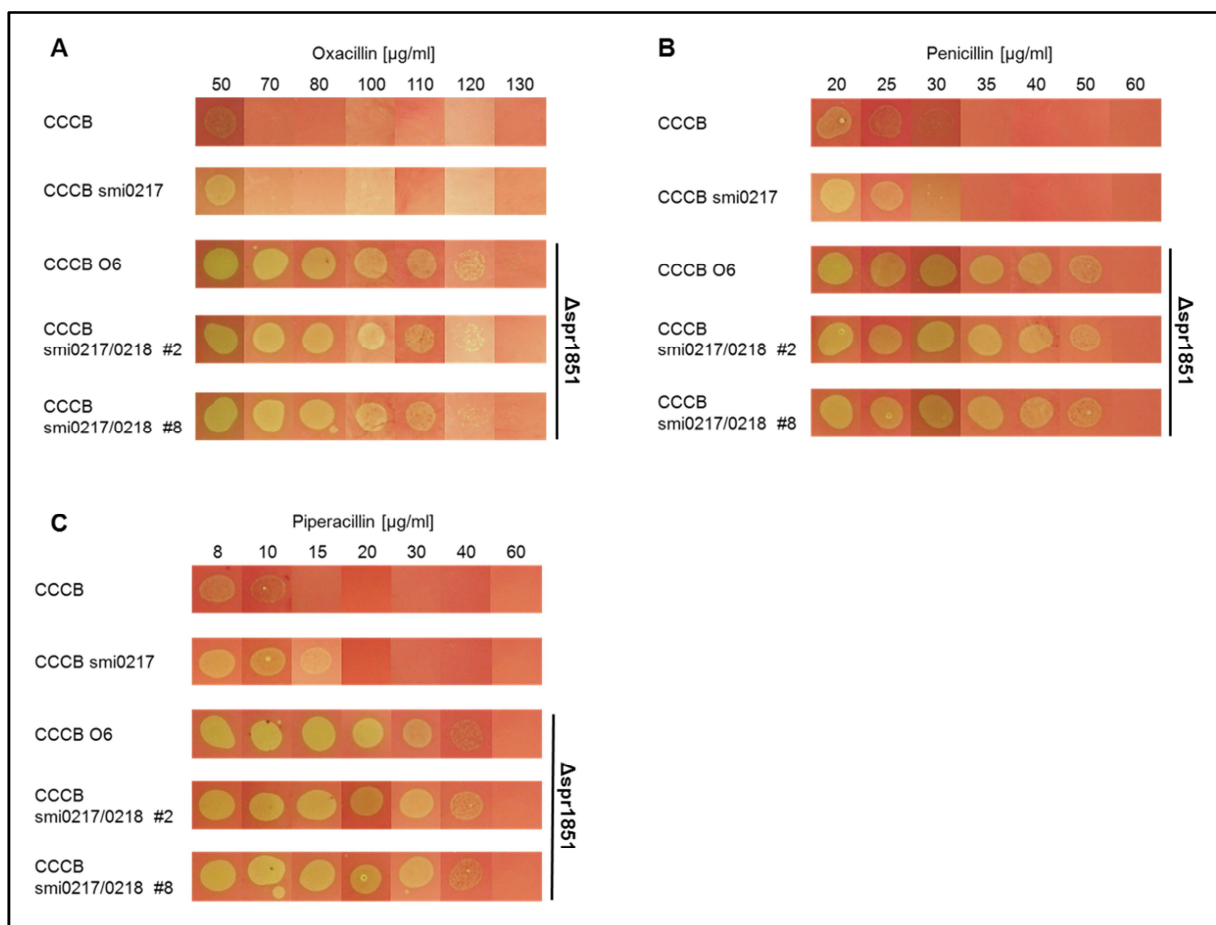 A
Oxacillin [µg/ml]
50 70 80 100 110 120 130
CCCB
CCCB smi0217
CCCB O6
CCCB
smi0217/0218 #2
CCCB
smi0217/0218 #8
Δspr1851
B
Penicillin [µg/ml]
20 25 30 35 40 50 60
CCCB
CCCB smi0217
CCCB O6
CCCB
smi0217/0218 #2
CCCB
smi0217/0218 #8
Δspr1851
C
Piperacillin [µg/ml]
8 10 15 20 30 40 60
CCCB
CCCB smi0217
CCCB O6
CCCB
smi0217/0218 #2
CCCB
smi0217/0218 #8
Δspr1851